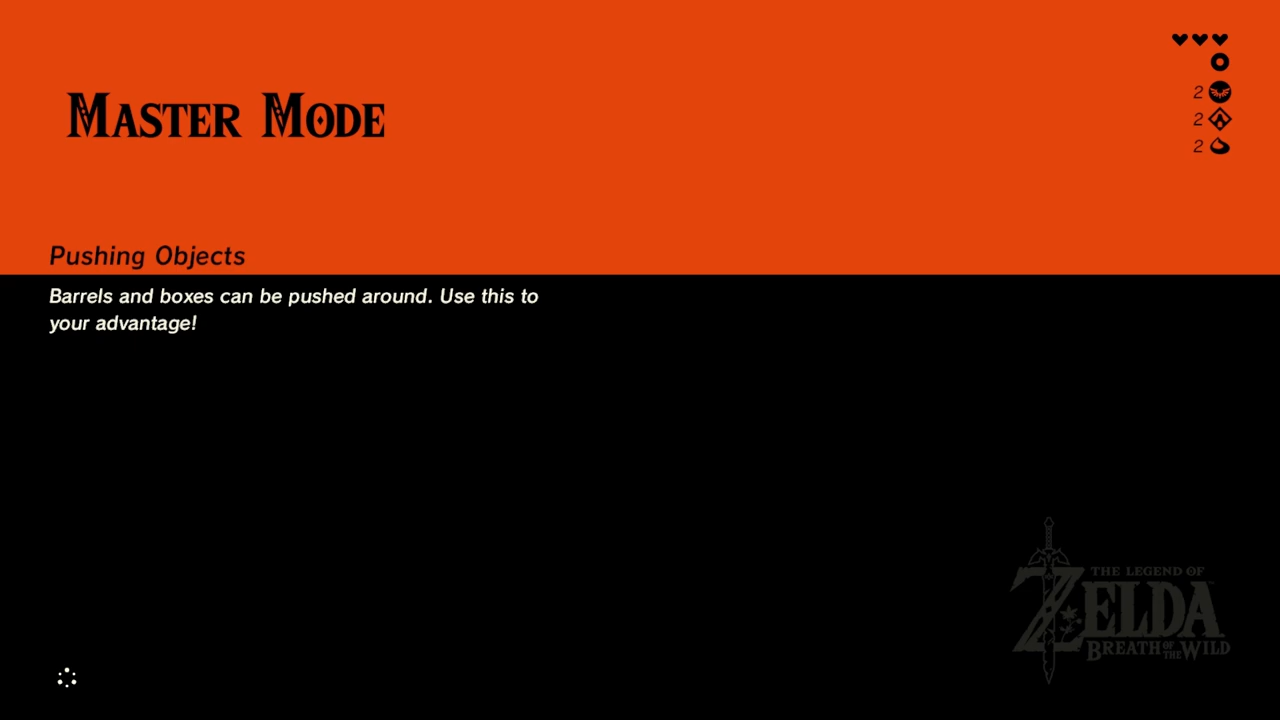 Master Mode
2
2
2
Pushing Objects
Barrels and boxes can be pushed around. Use this to
your advantage!
THE LEGEND OF
ZELDA
BREATH OF THE WILD